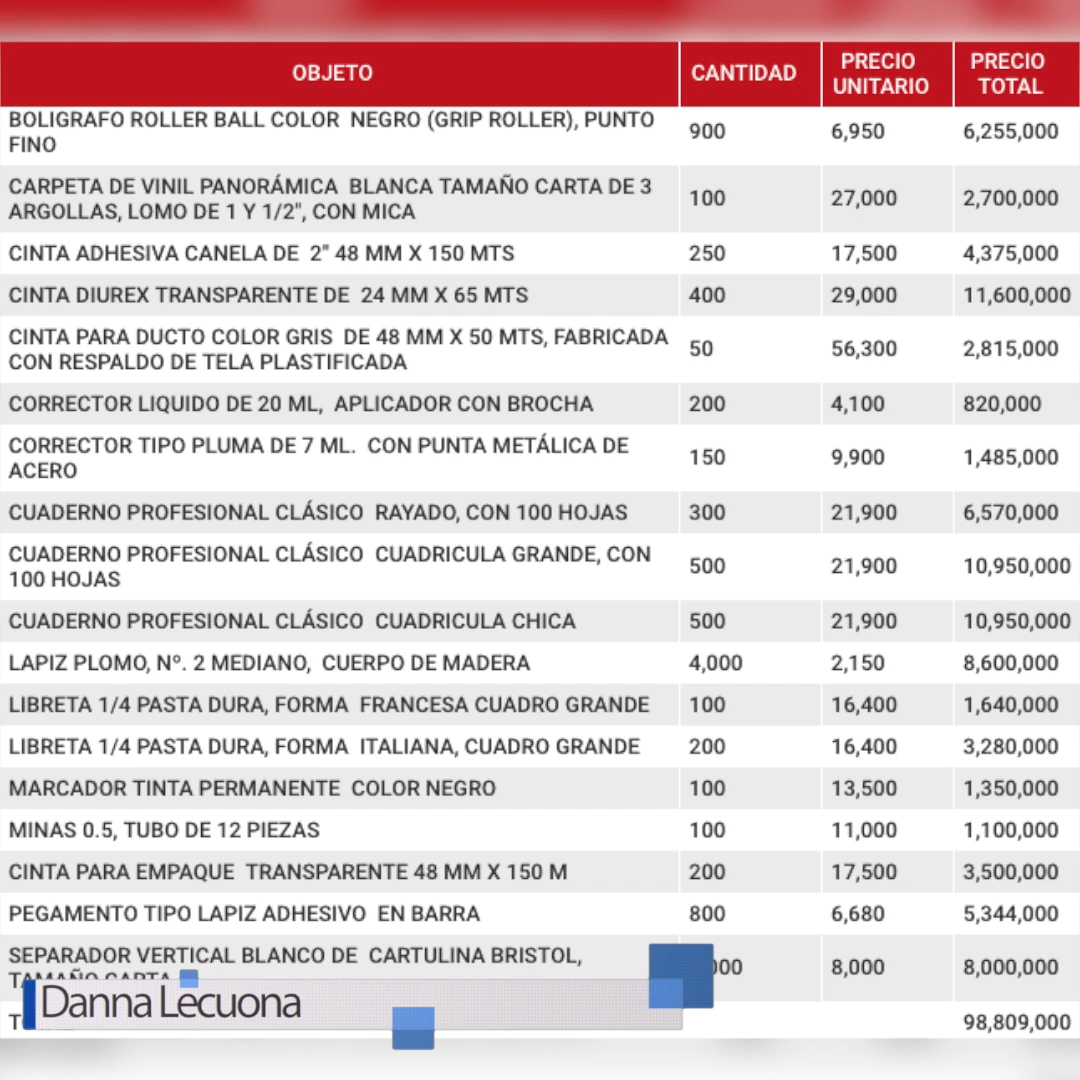 OBJETO CANTIDAD PRECIO UNITARIO PRECIO TOTAL
BOLIGRAFO ROLLER BALL COLOR NEGRO (GRIP ROLLER), PUNTO
FINO 900 6,950 6,255,000
CARPETA DE VINIL PANORÁMICA BLANCA TAMAÑO CARTA DE 3
ARGOLLAS, LOMO DE 1 Y 1/2", CON MICA 100 27,000 2,700,000
CINTA ADHESIVA CANELA DE 2" 48 MM X 150 MTS 250 17,500 4,375,000
CINTA DIUREX TRANSPARENTE DE 24 MM X 65 MTS 400 29,000 11,600,000
CINTA PARA DUCTO COLOR GRIS DE 48 MM X 50 MTS, FABRICADA
CON RESPALDO DE TELA PLASTIFICADA 50 56,300 2,815,000
CORRECTOR LIQUIDO DE 20 ML, APLICADOR CON BROCHA 200 4,100 820,000
CORRECTOR TIPO PLUMA DE 7 ML. CON PUNTA METÁLICA DE
ACERO 150 9,900 1,485,000
CUADERNO PROFESIONAL CLÁSICO RAYADO, CON 100 HOJAS 300 21,900 6,570,000
CUADERNO PROFESIONAL CLÁSICO CUADRICULA GRANDE, CON
100 HOJAS 500 21,900 10,950,000
CUADERNO PROFESIONAL CLÁSICO CUADRICULA CHICA 500 21,900 10,950,000
LAPIZ PLOMO, Nº. 2 MEDIANO, CUERPO DE MADERA 4,000 2,150 8,600,000
LIBRETA 1/4 PASTA DURA, FORMA FRANCESA CUADRO GRANDE 100 16,400 1,640,000
LIBRETA 1/4 PASTA DURA, FORMA ITALIANA, CUADRO GRANDE 200 16,400 3,280,000
MARCADOR TINTA PERMANENTE COLOR NEGRO 100 13,500 1,350,000
MINAS 0.5, TUBO DE 12 PIEZAS 100 11,000 1,100,000
CINTA PARA EMPAQUE TRANSPARENTE 48 MM X 150 M 200 17,500 3,500,000
PEGAMENTO TIPO LAPIZ ADHESIVO EN BARRA 800 6,680 5,344,000
SEPARADOR VERTICAL BLANCO DE CARTULINA BRISTOL,
TAMAÑO CARTA 8,000 8,000,000
Danna Lecuona
98,809,000